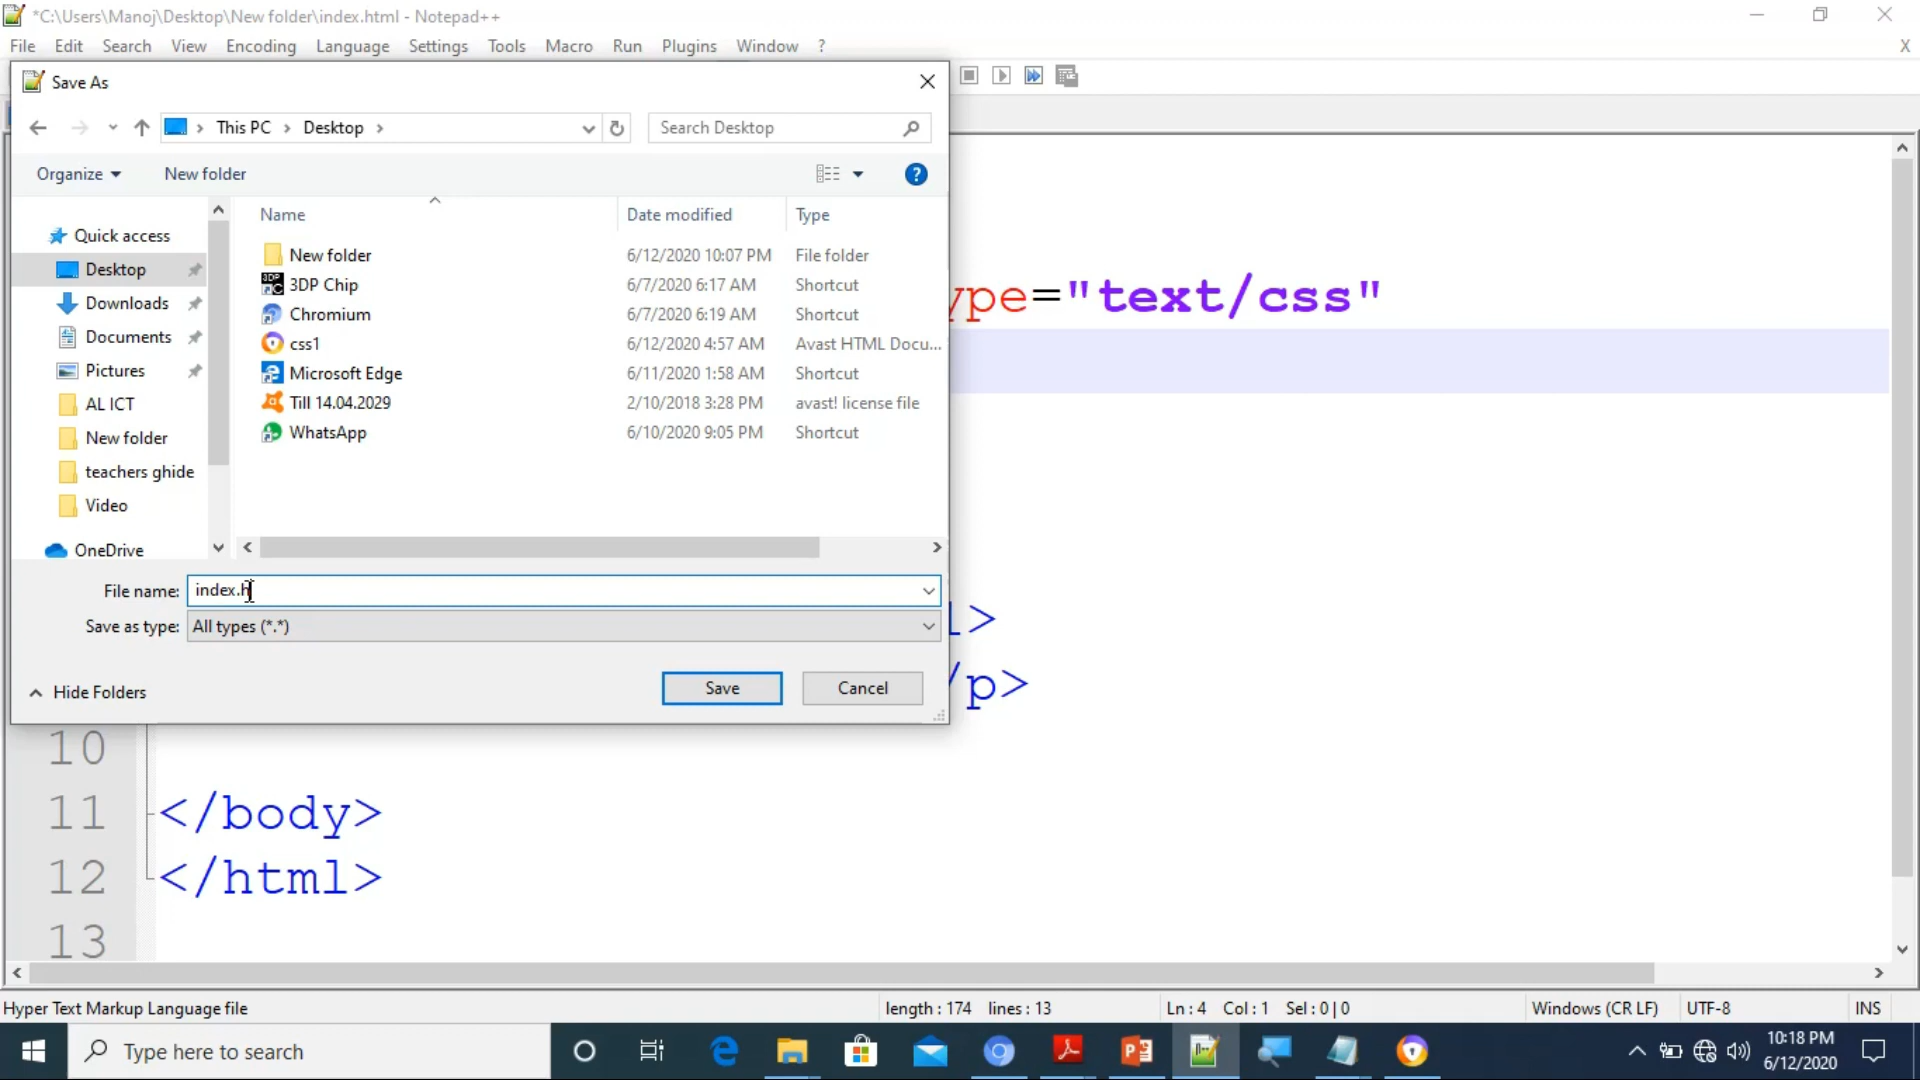 *C:\Users\Manoj\Desktop\New folder\index.html - Notepad++
File Edit Search View Encoding Language Settings Tools Macro Run Plugins Window ? X
Save As
This PC > Desktop >
Search Desktop
Organize New folder ?
Name Date modified Type
Quick access
Desktop
Downloads
Documents
Pictures
AL ICT
New folder
teachers ghide
Video
OneDrive
New folder 6/12/2020 10:07 PM File folder
3DP Chip 6/7/2020 6:17 AM Shortcut
Chromium 6/7/2020 6:19 AM Shortcut
css1 6/12/2020 4:57 AM Avast HTML Docu...
Microsoft Edge 6/11/2020 1:58 AM Shortcut
Till 14.04.2029 2/10/2018 3:28 PM avast! license file
WhatsApp 6/10/2020 9:05 PM Shortcut
File name: index.h
Save as type: All types (*.*)
Hide Folders Save Cancel
ype="text/css"
l>
/p>
10
11 </body>
12 </html>
13
Hyper Text Markup Language file length : 174 lines : 13 Ln : 4 Col : 1 Sel : 0 | 0 Windows (CR LF) UTF-8 INS
Type here to search
10:18 PM
6/12/2020